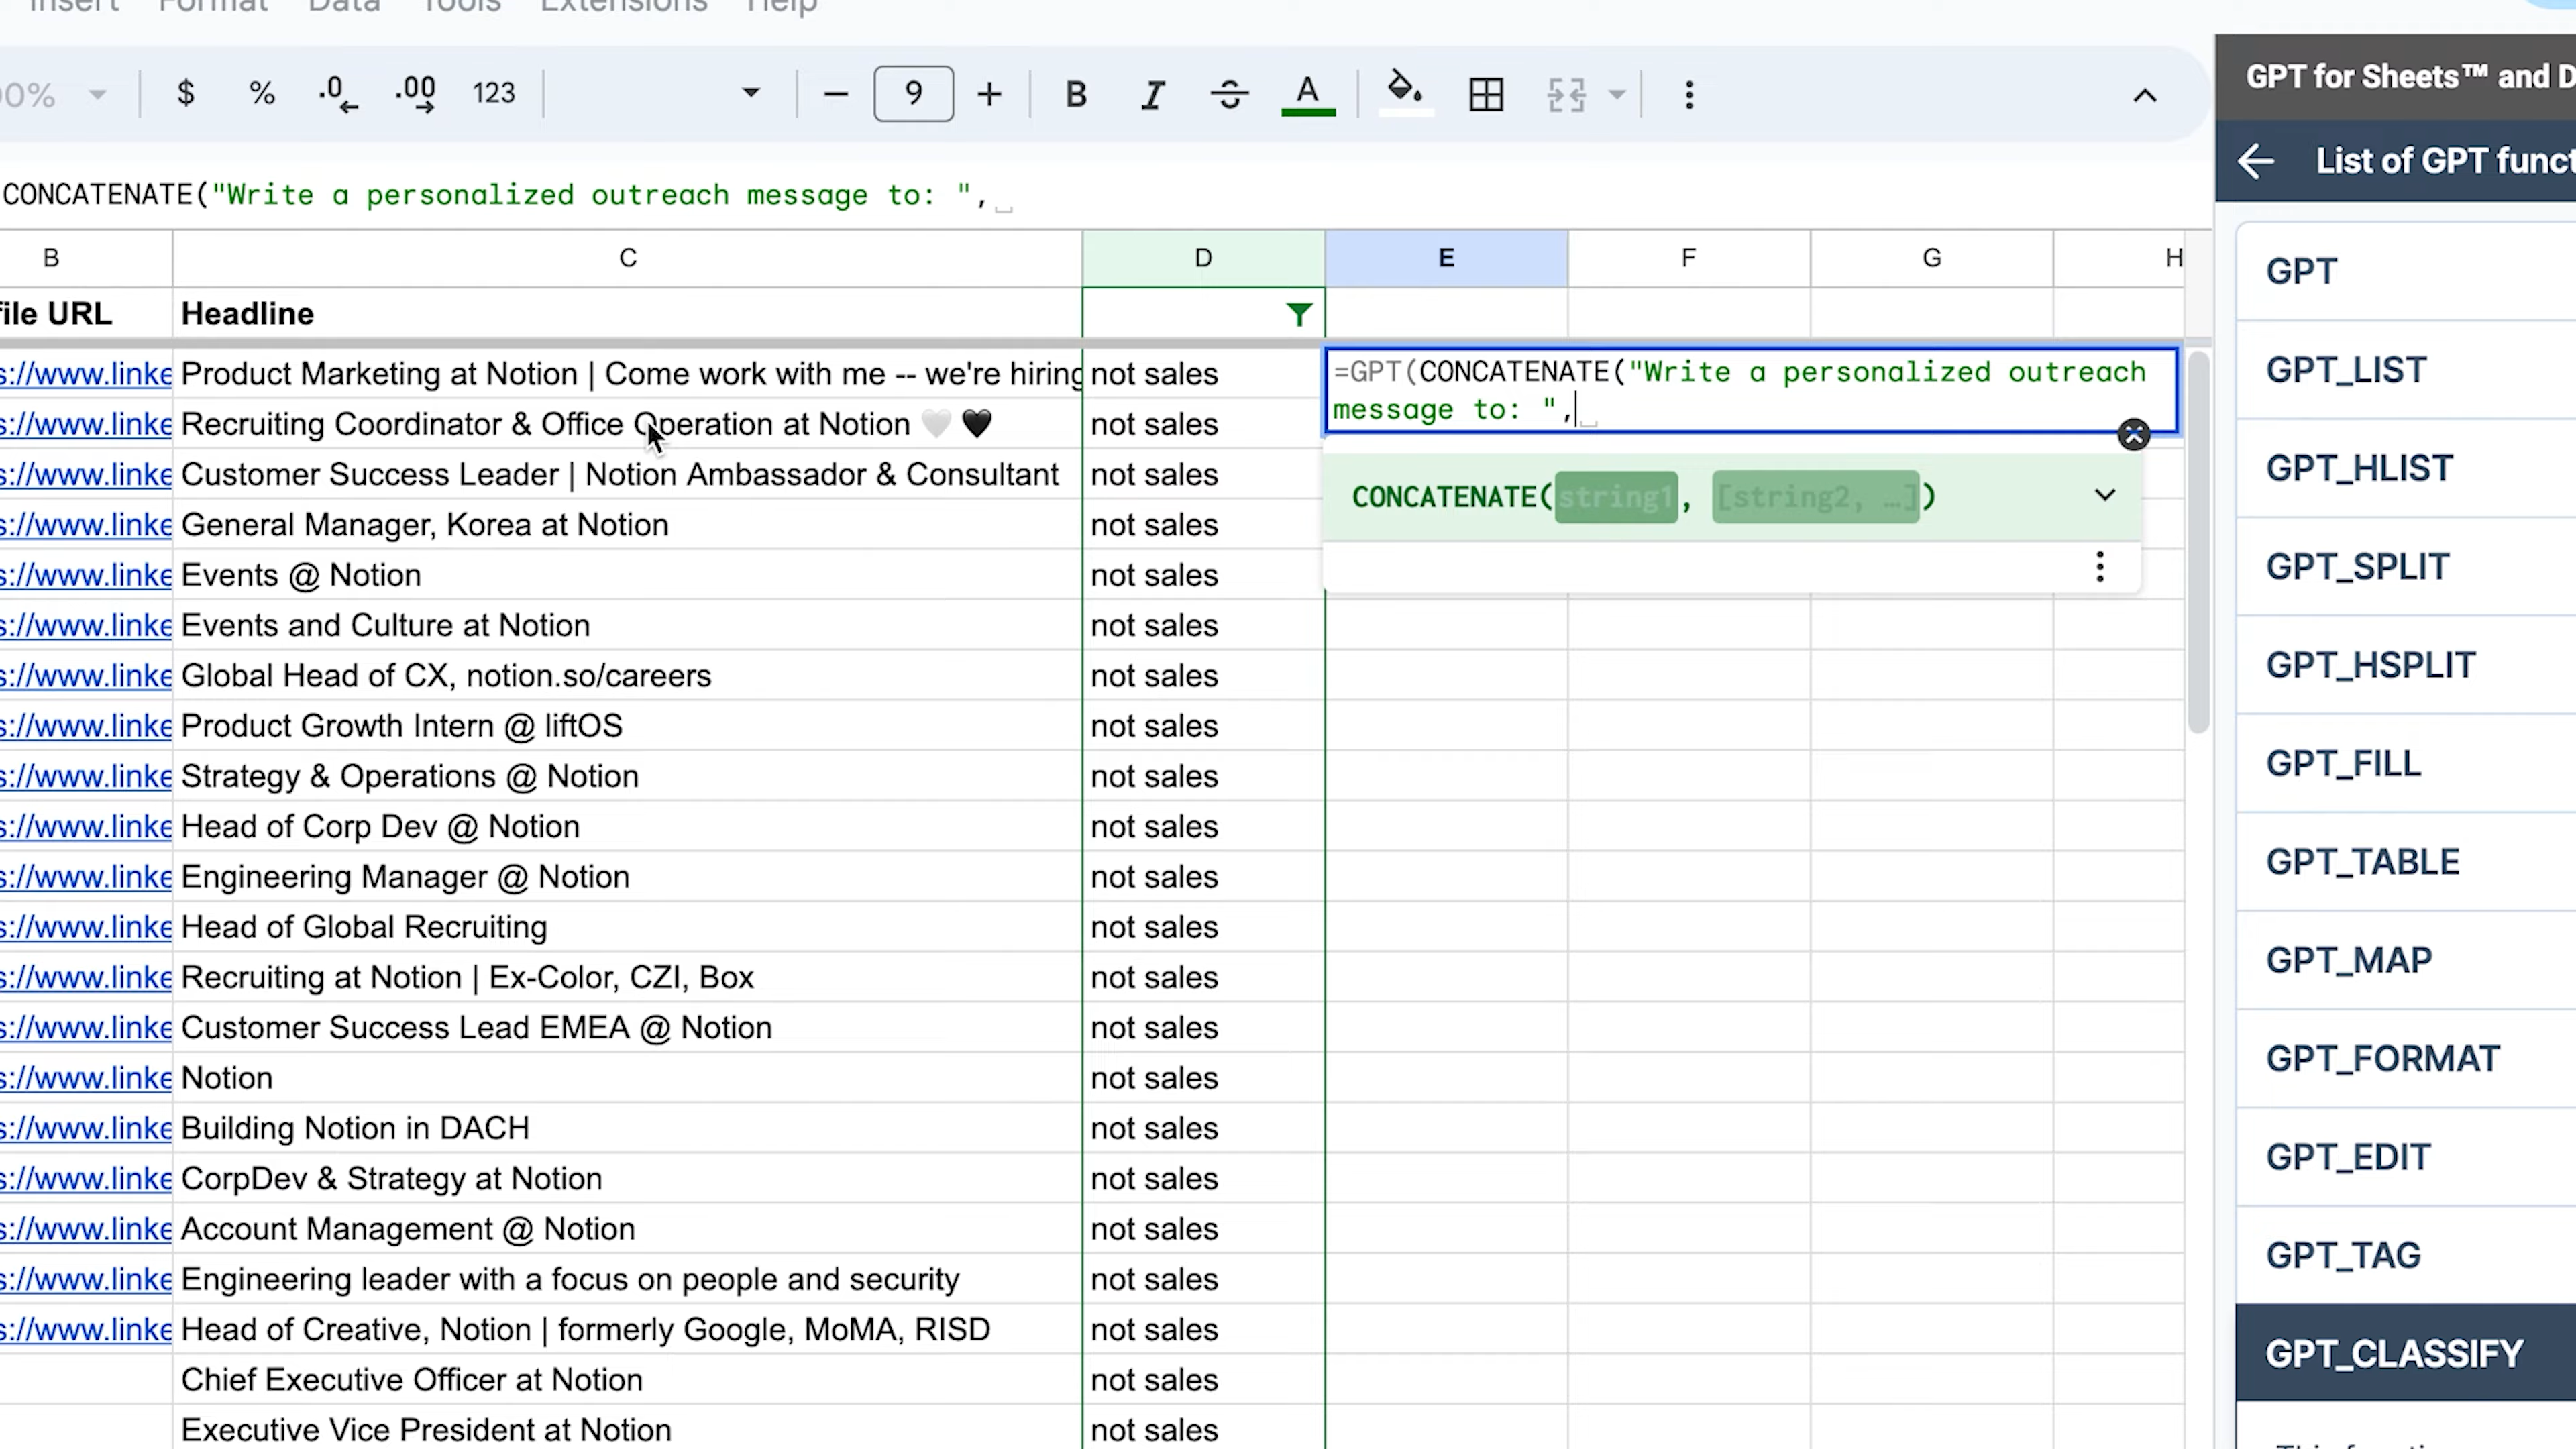 Insert Format Data Tools Extensions Help
00% $ % .0 .00 123 9 B I A
CONCATENATE("Write a personalized outreach message to: ",
B C D E F G H
file URL Headline
s://www.linke Product Marketing at Notion | Come work with me -- we're hiring not sales
s://www.linke Recruiting Coordinator & Office Operation at Notion 🤍 🖤 not sales
s://www.linke Customer Success Leader | Notion Ambassador & Consultant not sales
s://www.linke General Manager, Korea at Notion not sales
s://www.linke Events @ Notion not sales
s://www.linke Events and Culture at Notion not sales
s://www.linke Global Head of CX, notion.so/careers not sales
s://www.linke Product Growth Intern @ liftOS not sales
s://www.linke Strategy & Operations @ Notion not sales
s://www.linke Head of Corp Dev @ Notion not sales
s://www.linke Engineering Manager @ Notion not sales
s://www.linke Head of Global Recruiting not sales
s://www.linke Recruiting at Notion | Ex-Color, CZI, Box not sales
s://www.linke Customer Success Lead EMEA @ Notion not sales
s://www.linke Notion not sales
s://www.linke Building Notion in DACH not sales
s://www.linke CorpDev & Strategy at Notion not sales
s://www.linke Account Management @ Notion not sales
s://www.linke Engineering leader with a focus on people and security not sales
s://www.linke Head of Creative, Notion | formerly Google, MoMA, RISD not sales
Chief Executive Officer at Notion not sales
Executive Vice President at Notion not sales
=GPT(CONCATENATE("Write a personalized outreach
message to: ",
CONCATENATE(string1, [string2, …])
GPT for Sheets™ and D
List of GPT funct
GPT
GPT_LIST
GPT_HLIST
GPT_SPLIT
GPT_HSPLIT
GPT_FILL
GPT_TABLE
GPT_MAP
GPT_FORMAT
GPT_EDIT
GPT_TAG
GPT_CLASSIFY